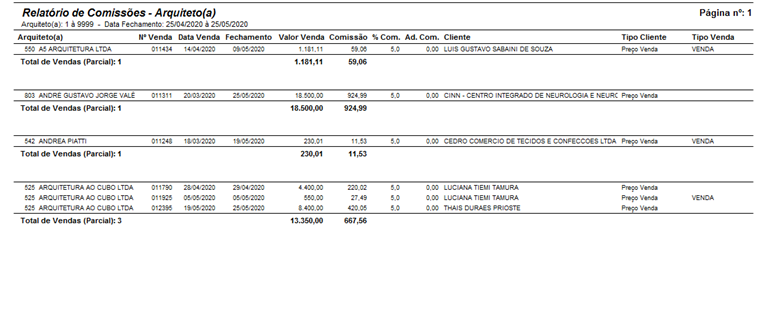 Relatório de Comissões - Arquiteto(a) Página nº: 1
Arquiteto(a): 1 à 9999 - Data Fechamento: 25/04/2020 à 25/05/2020
Arquiteto(a) Nº Venda Data Venda Fechamento Valor Venda Comissão % Com. Ad. Com. Cliente Tipo Cliente Tipo Venda
550 A5 ARQUITETURA LTDA 011434 14/04/2020 09/05/2020 1.181,11 59,06 5,0 0,00 LUIS GUSTAVO SABAINI DE SOUZA Preço Venda VENDA
Total de Vendas (Parcial): 1 1.181,11 59,06
803 ANDRÉ GUSTAVO JORGE VALÉ 011311 20/03/2020 25/05/2020 18.500,00 924,99 5,0 0,00 CINN - CENTRO INTEGRADO DE NEUROLOGIA E NEURC Preço Venda
Total de Vendas (Parcial): 1 18.500,00 924,99
542 ANDREA PIATTI 011248 18/03/2020 19/05/2020 230,01 11,53 5,0 0,00 CEDRO COMERCIO DE TECIDOS E CONFECCOES LTDA Preço Venda VENDA
Total de Vendas (Parcial): 1 230,01 11,53
525 ARQUITETURA AO CUBO LTDA 011790 28/04/2020 29/04/2020 4.400,00 220,02 5,0 0,00 LUCIANA TIEMI TAMURA Preço Venda
525 ARQUITETURA AO CUBO LTDA 011925 05/05/2020 05/05/2020 550,00 27,49 5,0 0,00 LUCIANA TIEMI TAMURA Preço Venda VENDA
525 ARQUITETURA AO CUBO LTDA 012395 19/05/2020 25/05/2020 8.400,00 420,05 5,0 0,00 THAIS DURAES PRIOSTE Preço Venda
Total de Vendas (Parcial): 3 13.350,00 667,56